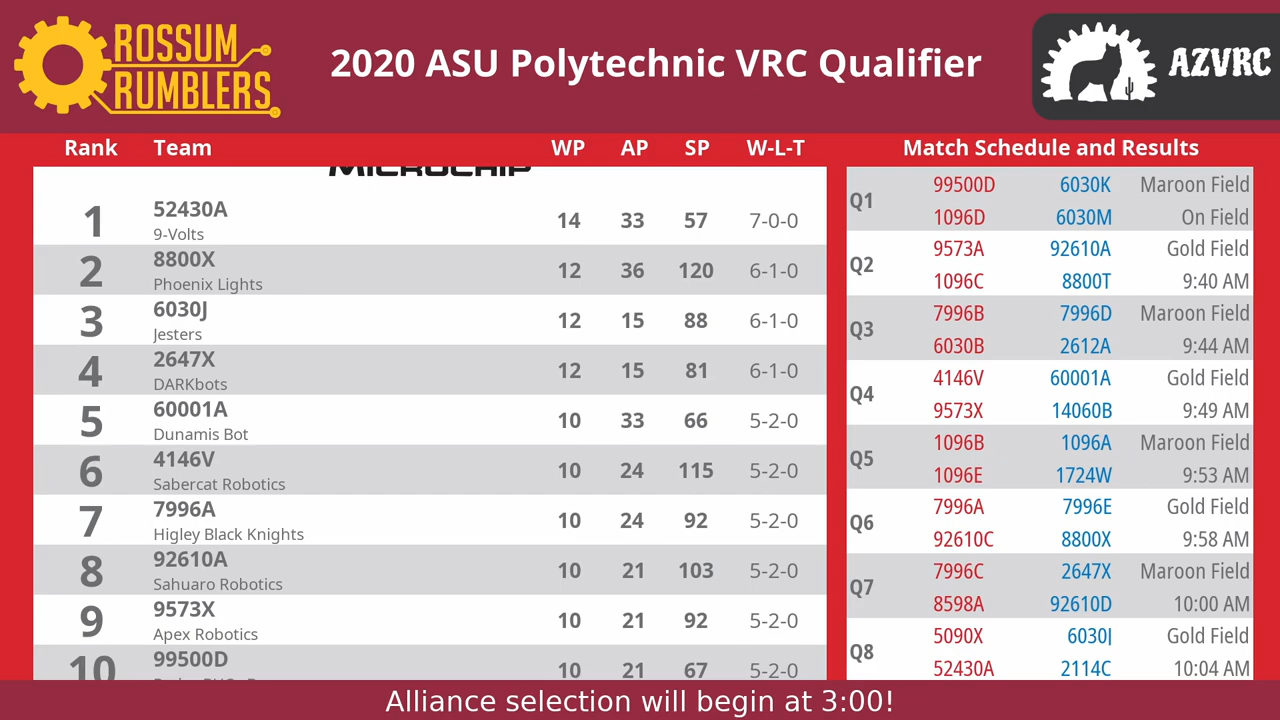 ROSSUM
RUMBLERS
2020 ASU Polytechnic VRC Qualifier
AZVRC
Rank Team WP AP SP W-L-T
MICROCHIP
1 52430A 14 33 57 7-0-0
9-Volts
2 8800X 12 36 120 6-1-0
Phoenix Lights
3 6030J 12 15 88 6-1-0
Jesters
4 2647X 12 15 81 6-1-0
DARKbots
5 60001A 10 33 66 5-2-0
Dunamis Bot
6 4146V 10 24 115 5-2-0
Sabercat Robotics
7 7996A 10 24 92 5-2-0
Higley Black Knights
8 92610A 10 21 103 5-2-0
Sahuaro Robotics
9 9573X 10 21 92 5-2-0
Apex Robotics
10 99500D 10 21 67 5-2-0
Match Schedule and Results
Q1 99500D 6030K Maroon Field
1096D 6030M On Field
Q2 9573A 92610A Gold Field
1096C 8800T 9:40 AM
Q3 7996B 7996D Maroon Field
6030B 2612A 9:44 AM
Q4 4146V 60001A Gold Field
9573X 14060B 9:49 AM
Q5 1096B 1096A Maroon Field
1096E 1724W 9:53 AM
Q6 7996A 7996E Gold Field
92610C 8800X 9:58 AM
Q7 7996C 2647X Maroon Field
8598A 92610D 10:00 AM
Q8 5090X 6030J Gold Field
52430A 2114C 10:04 AM
Alliance selection will begin at 3:00!